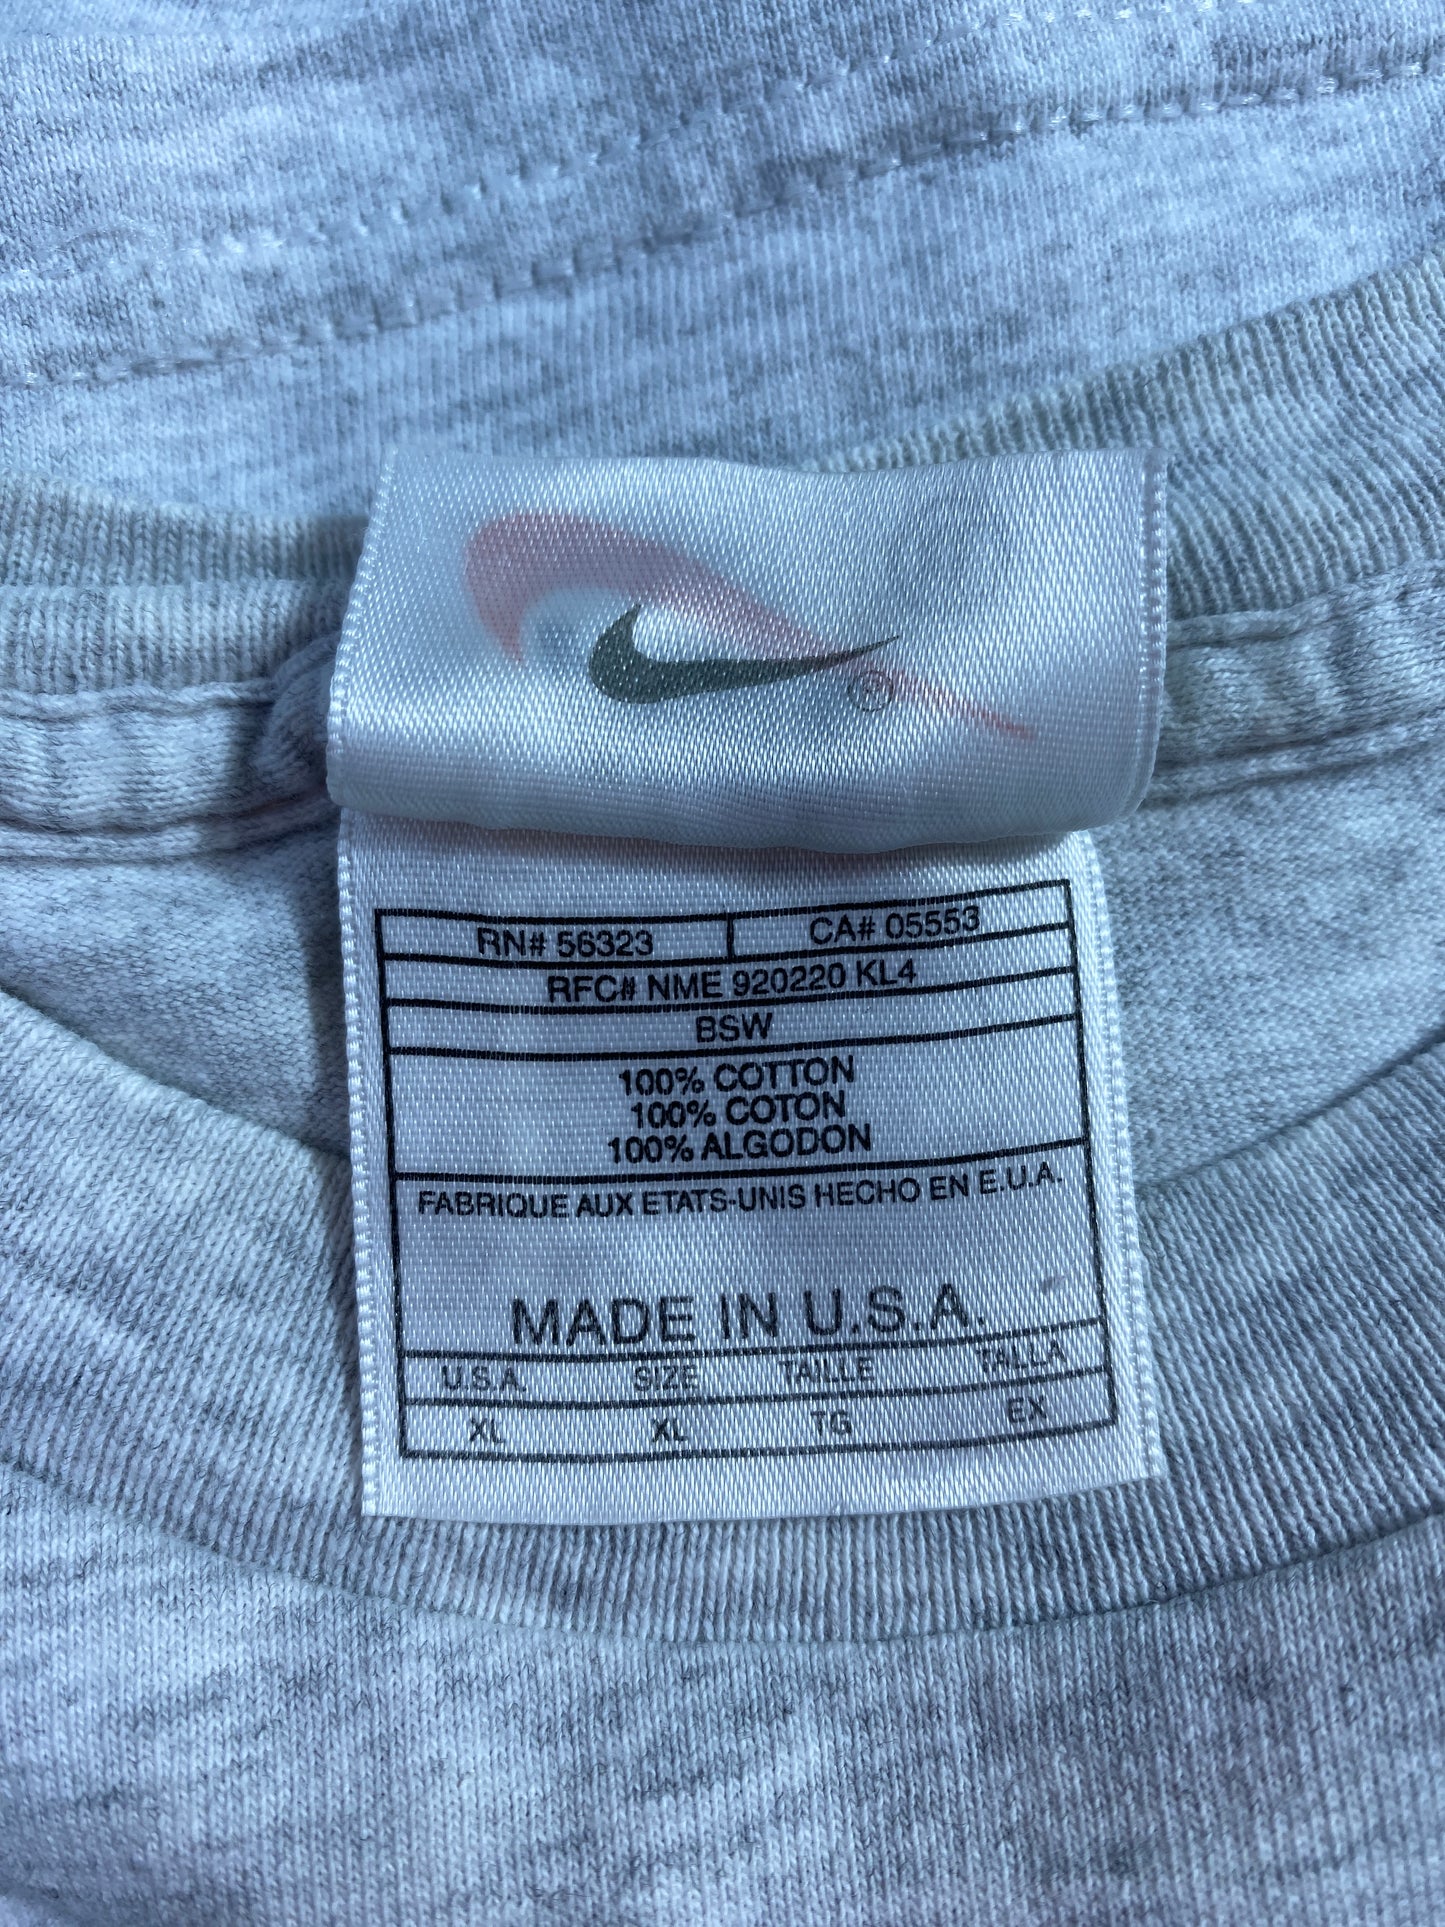 ®
RN# 56323 CA# 05553
RFC# NME 920220 KL4
BSW
100% COTTON
100% COTON
100% ALGODON
FABRIQUE AUX ETATS-UNIS HECHO EN E.U.A.
MADE IN U.S.A.
U.S.A. SIZE TAILLE TALLA
XL XL TG EX